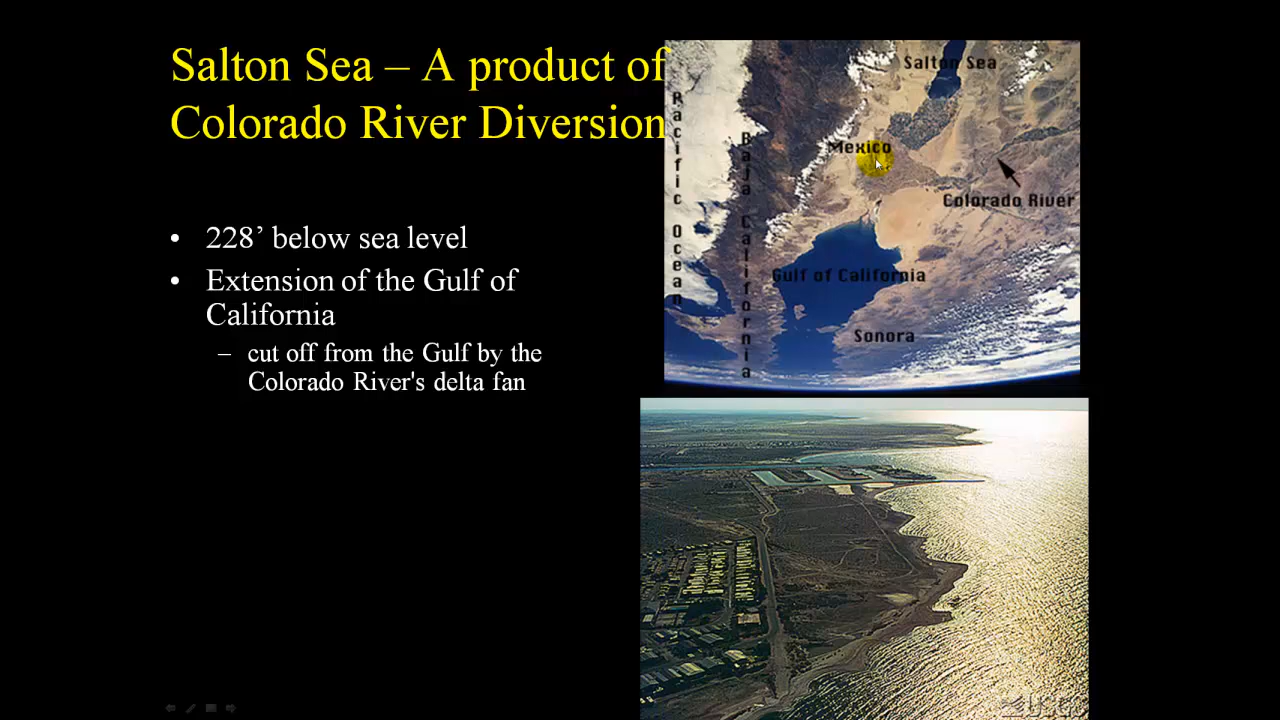 Salton Sea – A product of
Colorado River Diversion
• 228’ below sea level
• Extension of the Gulf of
California
– cut off from the Gulf by the
Colorado River's delta fan
Salton Sea
Pacific Ocean
Baja California
Mexico
Colorado River
Gulf of California
Sonora